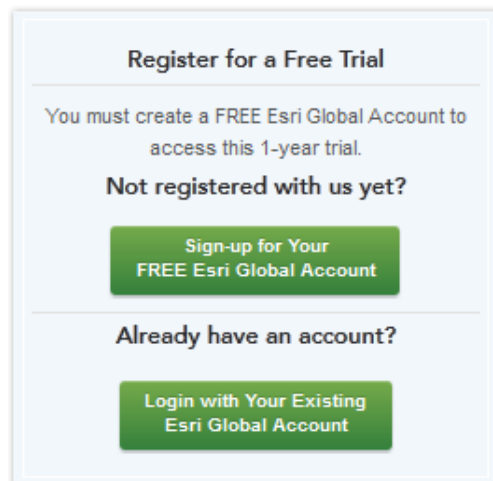 Register for a Free Trial
You must create a FREE Esri Global Account to
access this 1-year trial.
Not registered with us yet?
Sign-up for Your
FREE Esri Global Account
Already have an account?
Login with Your Existing
Esri Global Account